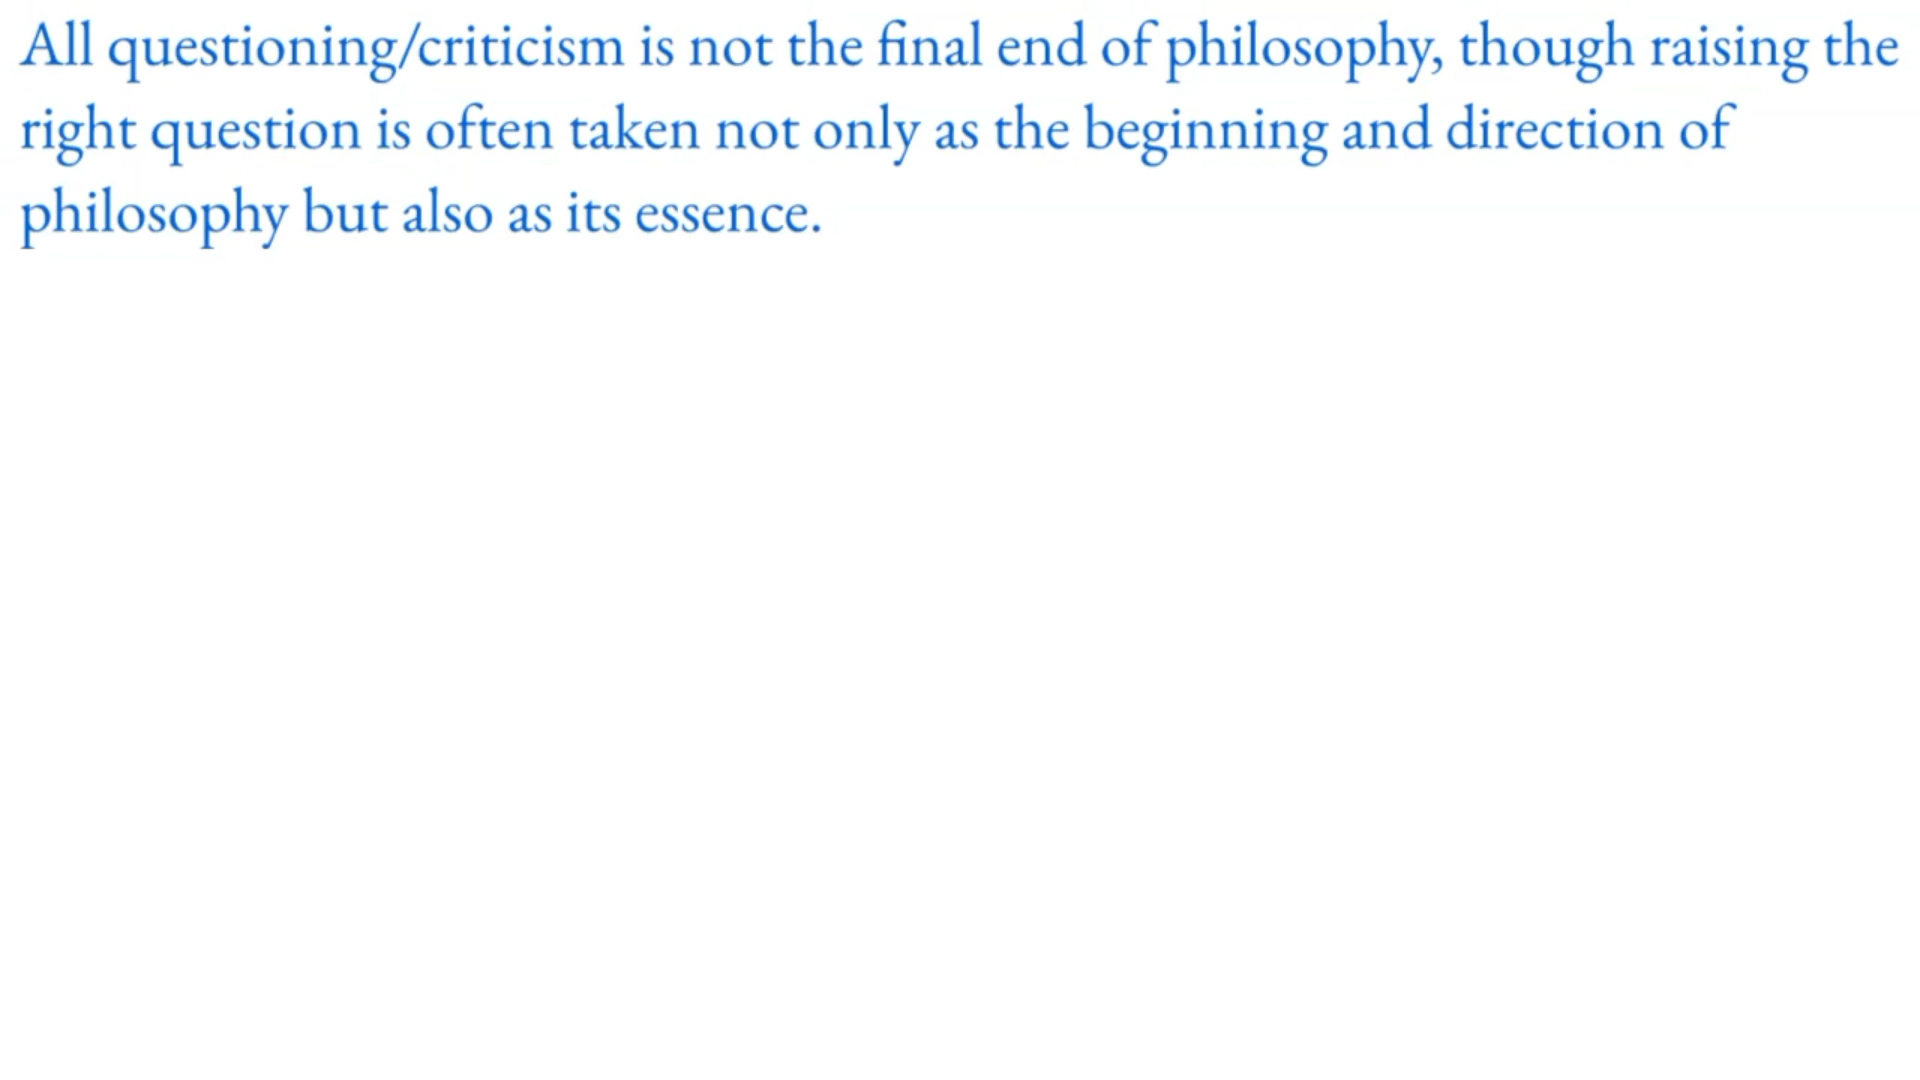 All questioning/criticism is not the final end of philosophy, though raising the
right question is often taken not only as the beginning and direction of
philosophy but also as its essence.